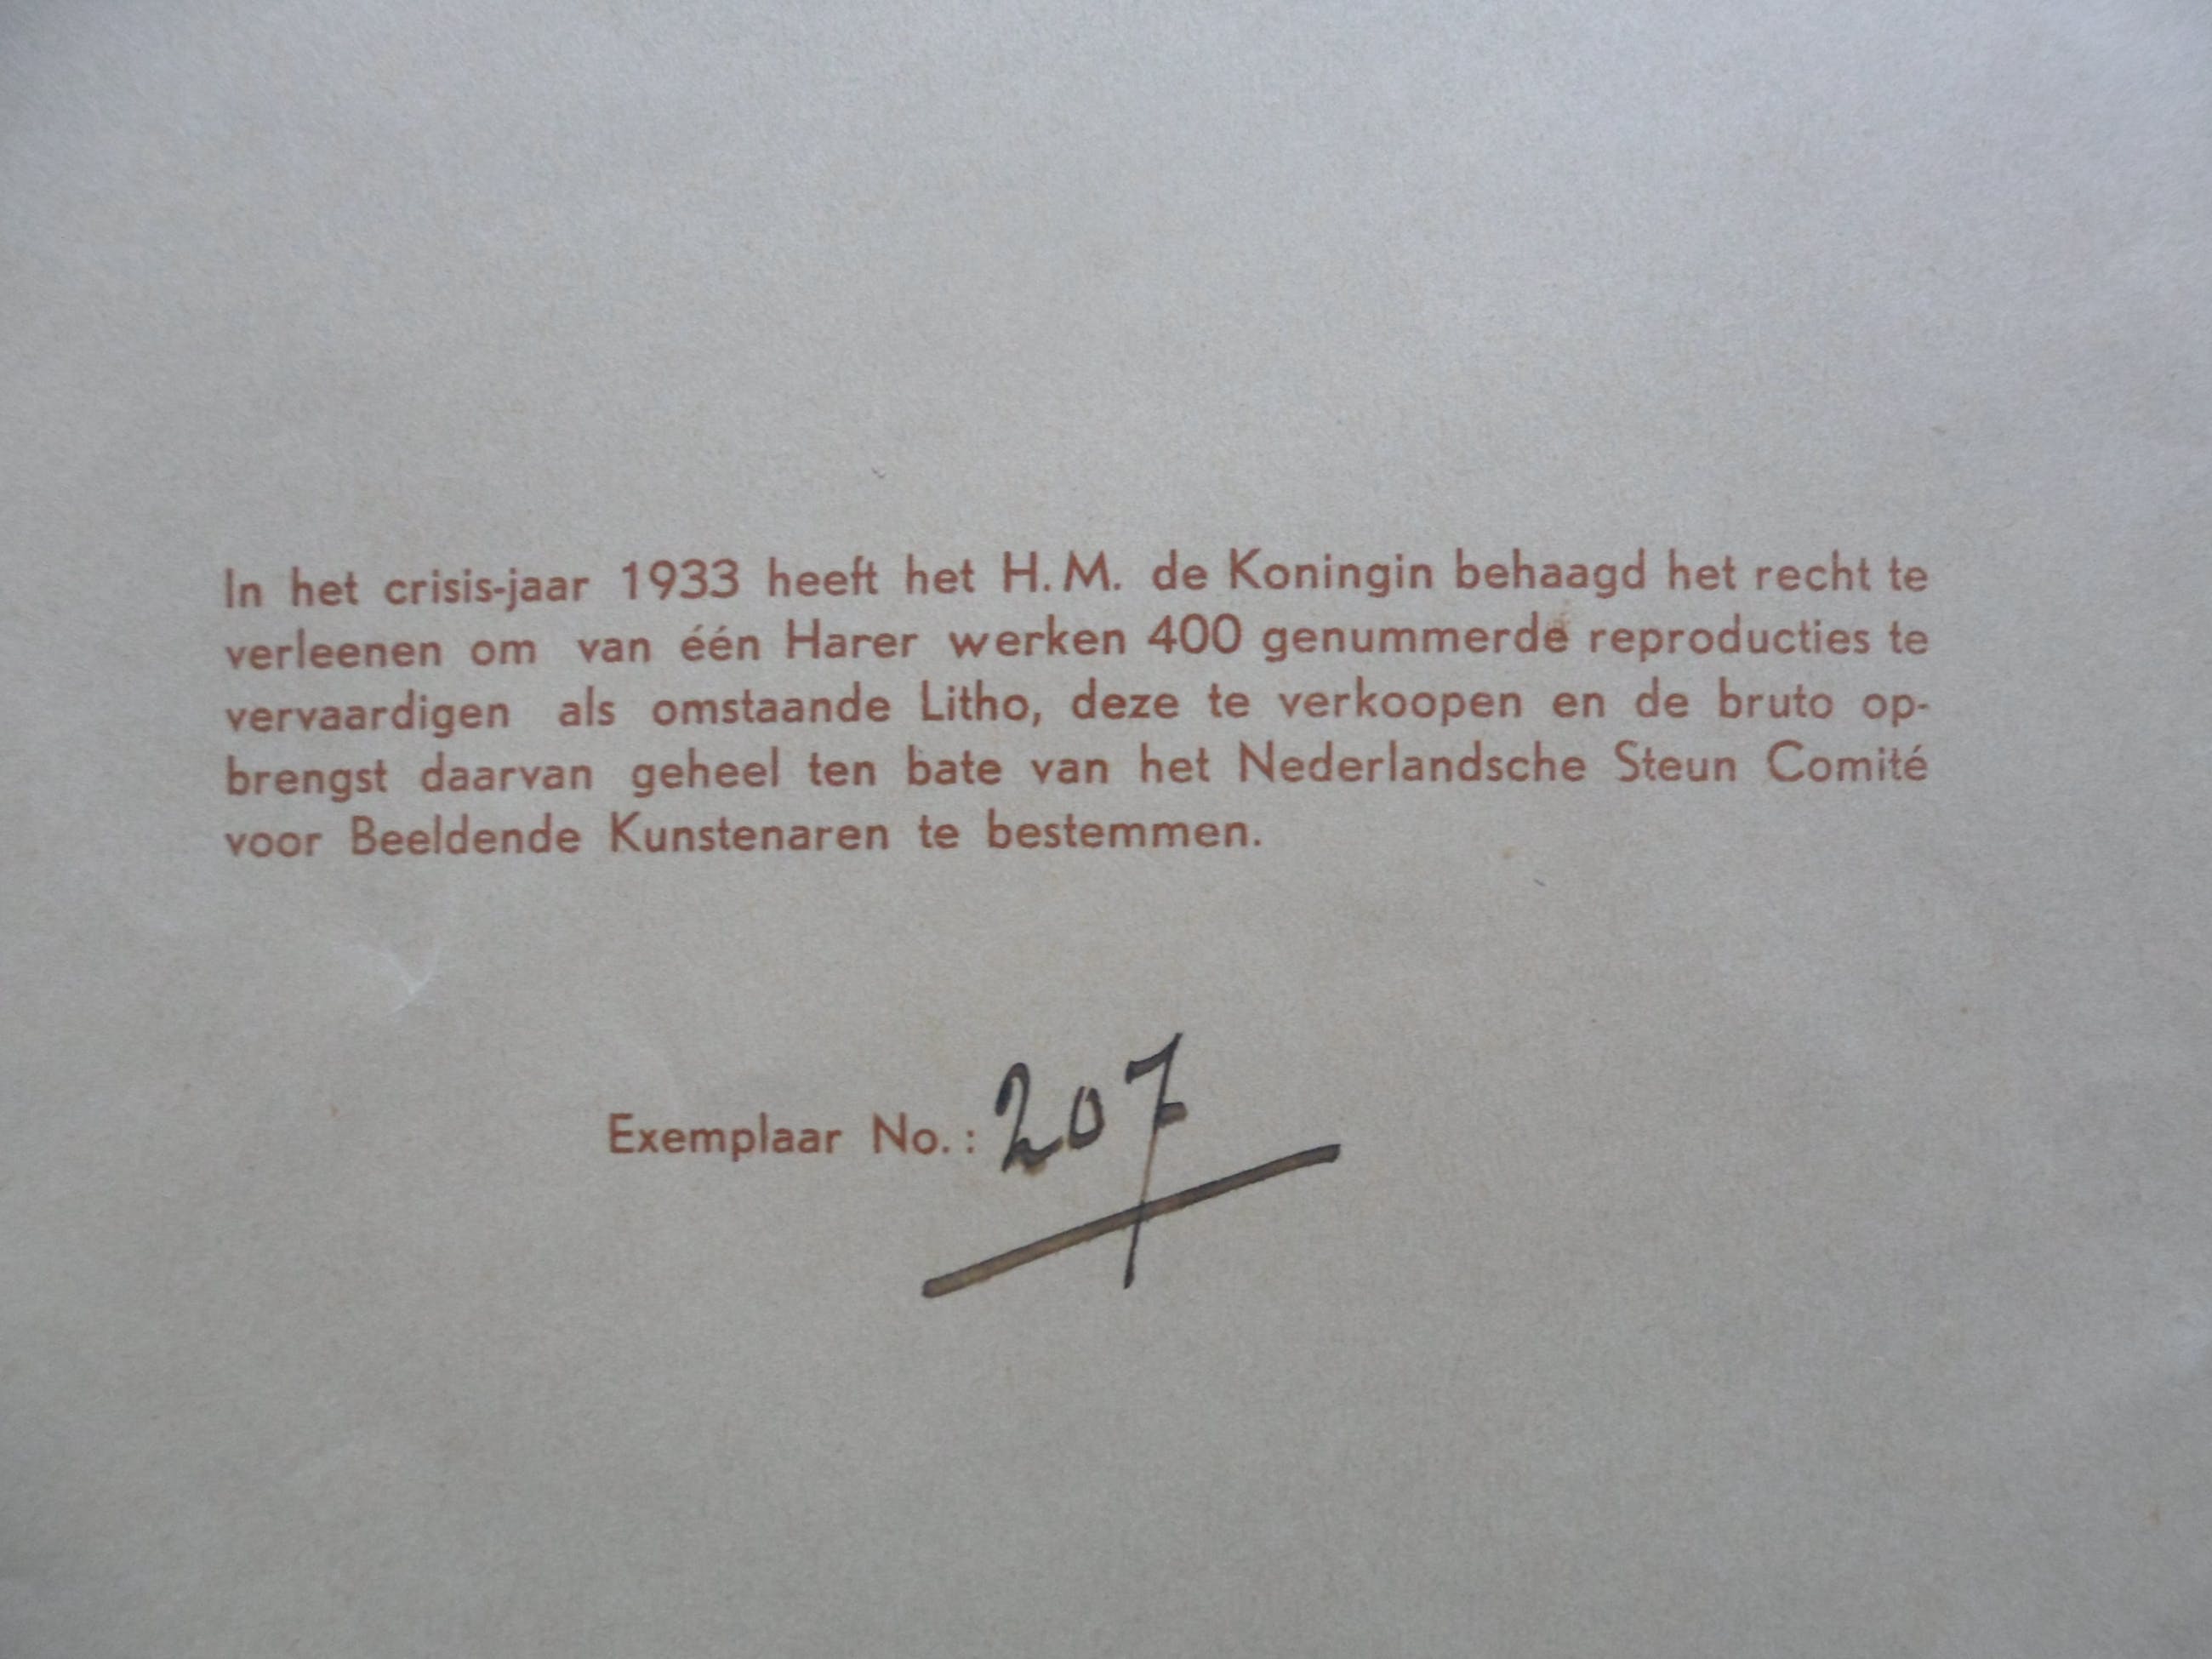 In het crisis-jaar 1933 heeft het H.M. de Koningin behaagd het recht te
verleenen om van één Harer werken 400 genummerde reproducties te
vervaardigen als omstaande Litho, deze te verkoopen en de bruto op-
brengst daarvan geheel ten bate van het Nederlandsche Steun Comité
voor Beeldende Kunstenaren te bestemmen.
Exemplaar No.: 207